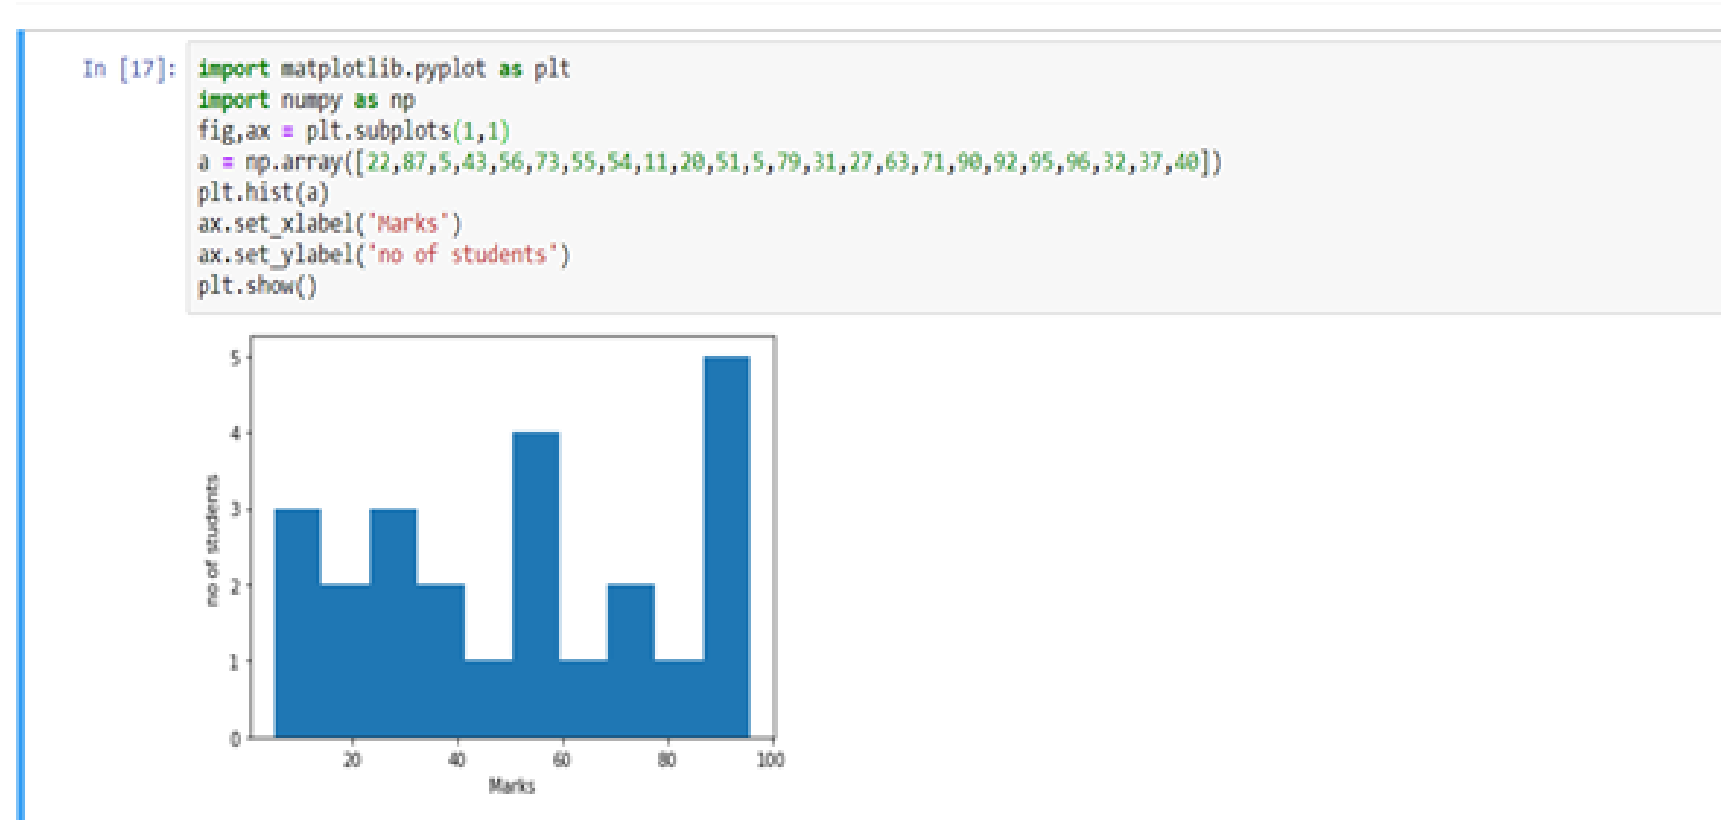 In [17]: import matplotlib.pyplot as plt
import numpy as np
fig,ax = plt.subplots(1,1)
a = np.array([22,87,5,43,56,73,55,54,11,20,51,5,79,31,27,63,71,90,92,95,96,32,37,40])
plt.hist(a)
ax.set_xlabel('Marks')
ax.set_ylabel('no of students')
plt.show()
5
4
3
2
1
0
no of students
20 40 60 80 100
Marks